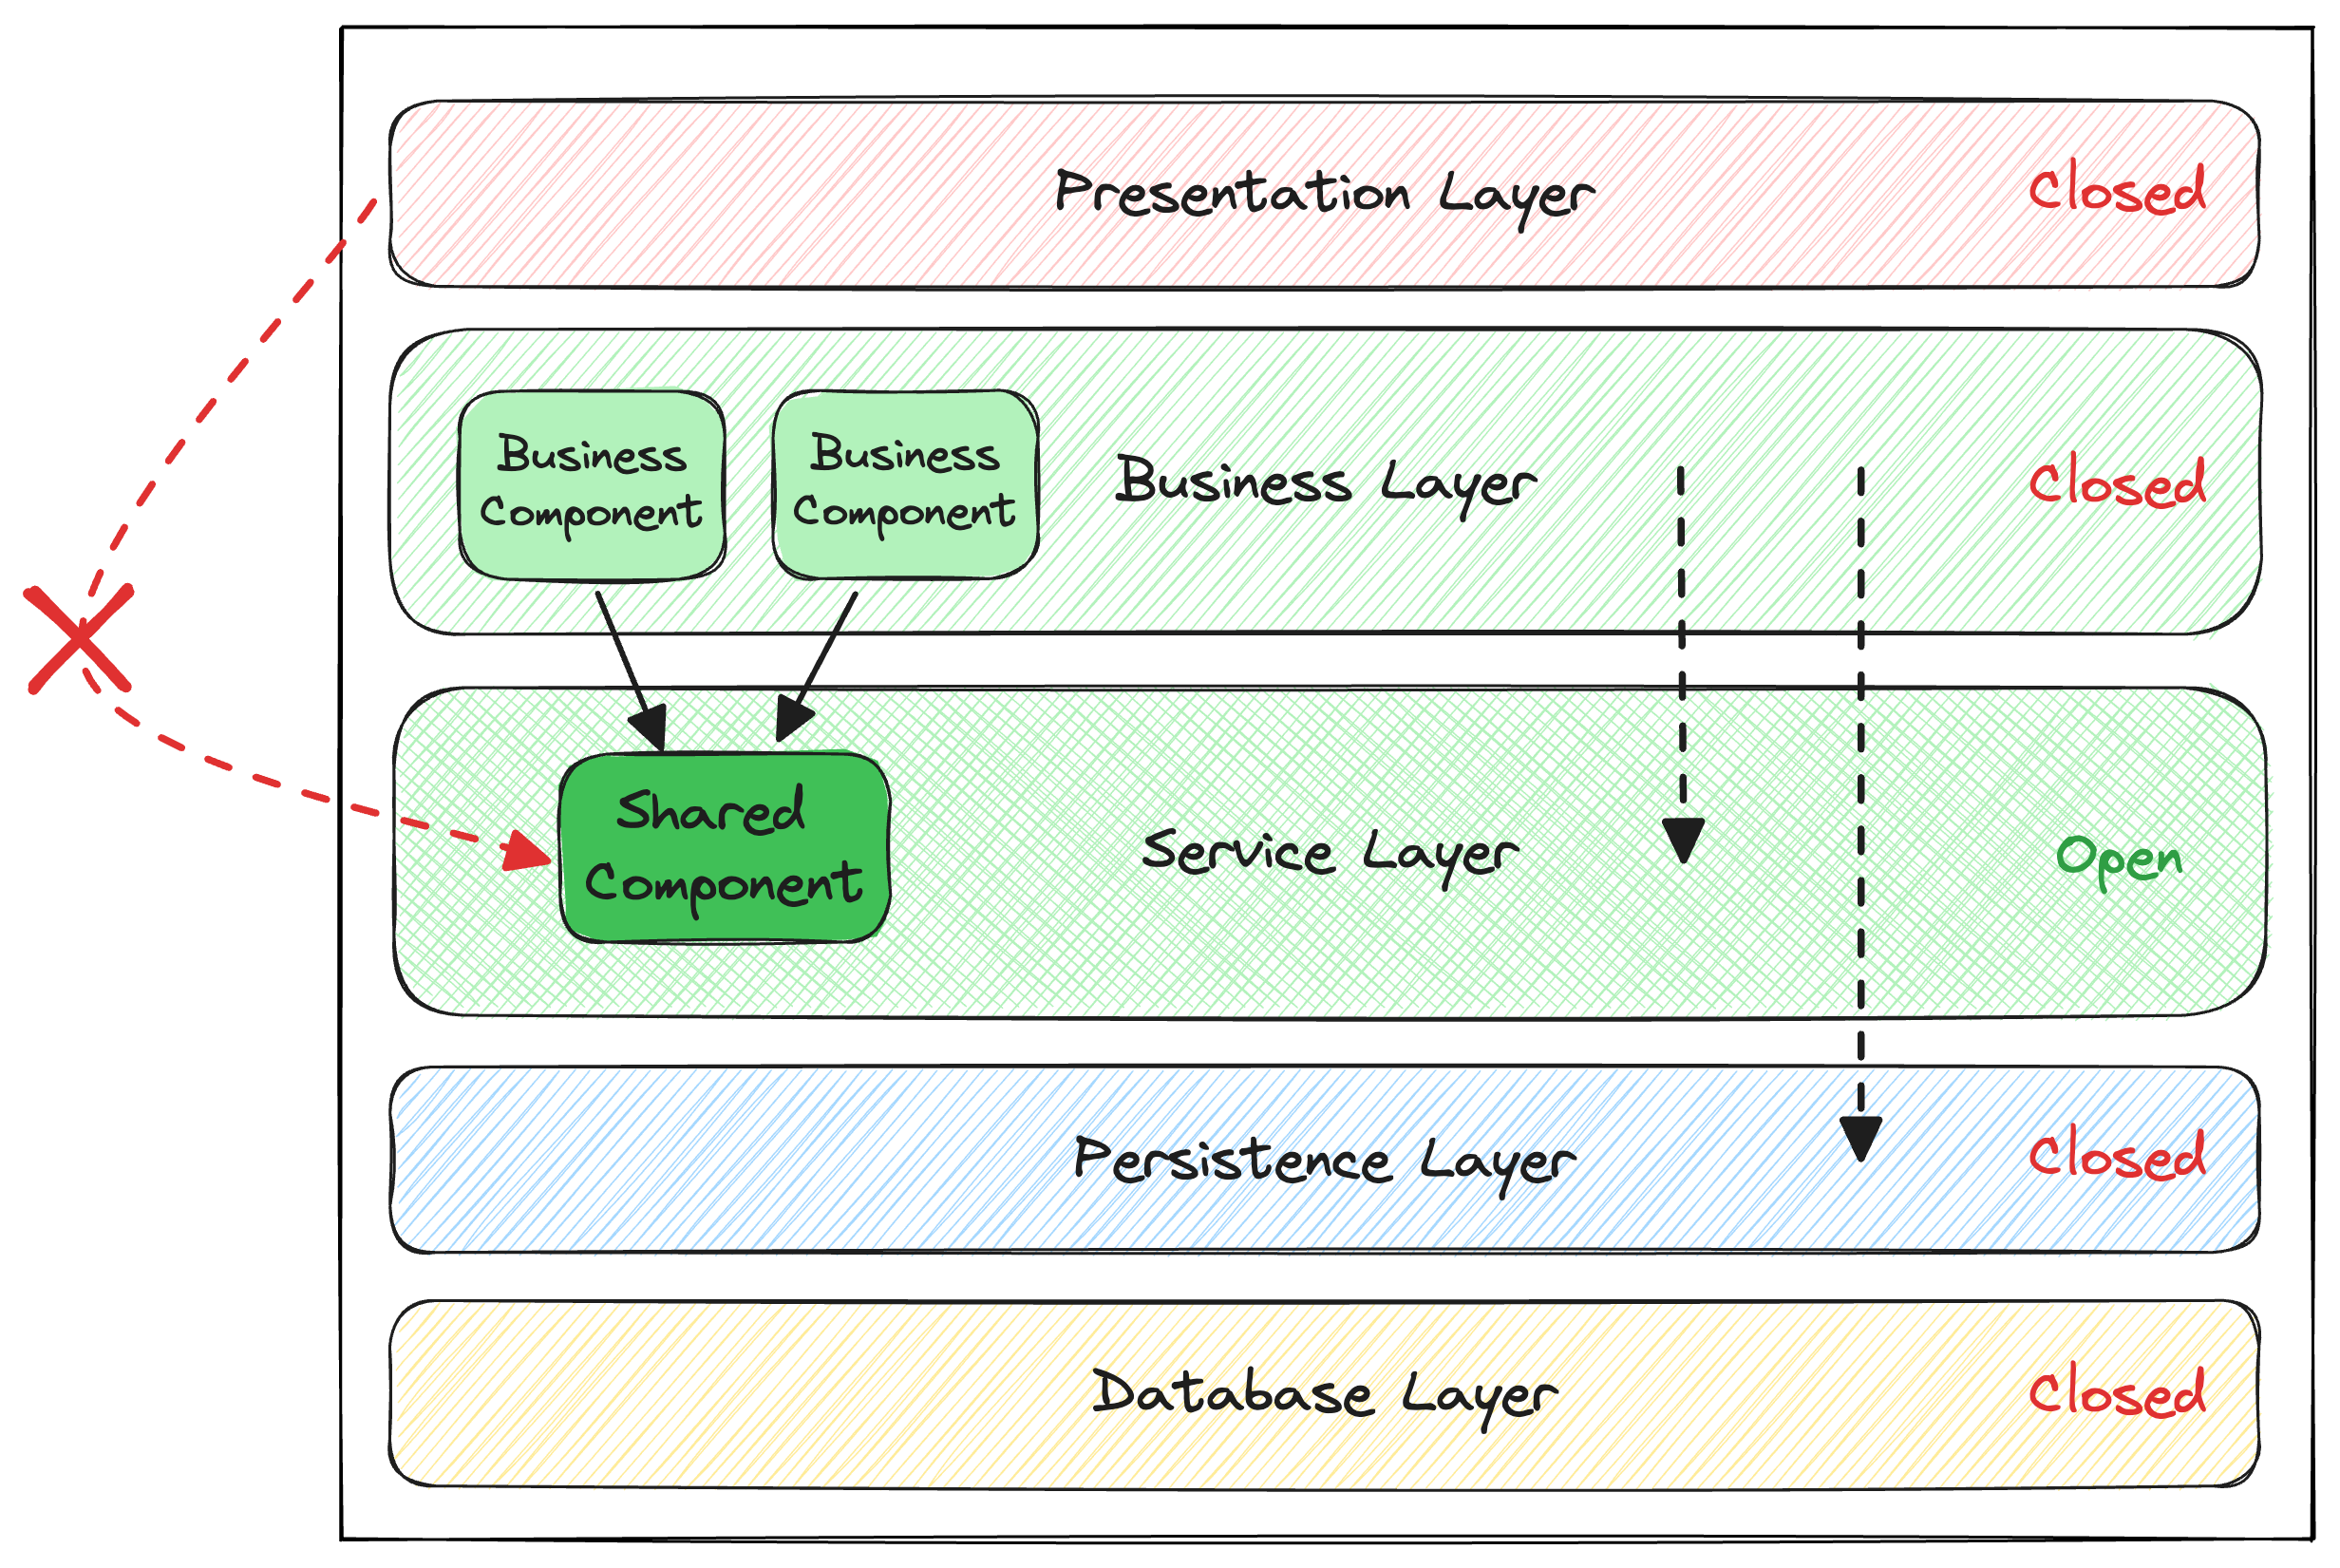 Presentation Layer
Closed
Business
Component
Business
Component
Business Layer
Closed
Shared
Component
Service Layer
Open
Persistence Layer
Closed
Database Layer
Closed